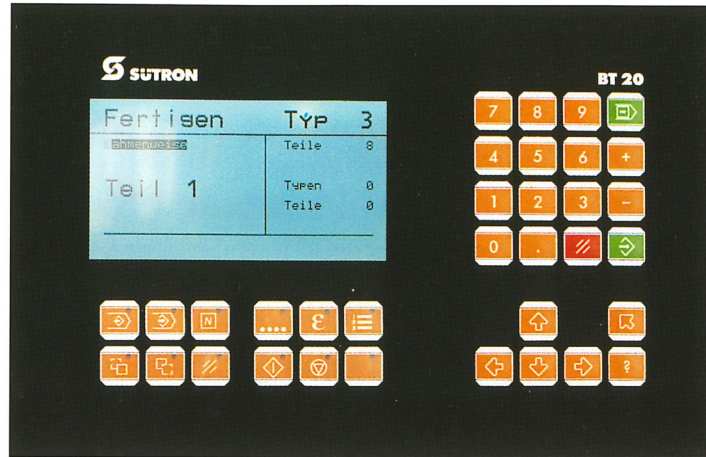 SÜTRON
BT 20
Fertigen Typ 3
ahmenweise Teile 8
Teil 1 Typen 0
Teile 0
7 8 9
4 5 6 +
1 2 3 -
0 .
N .... ε
?